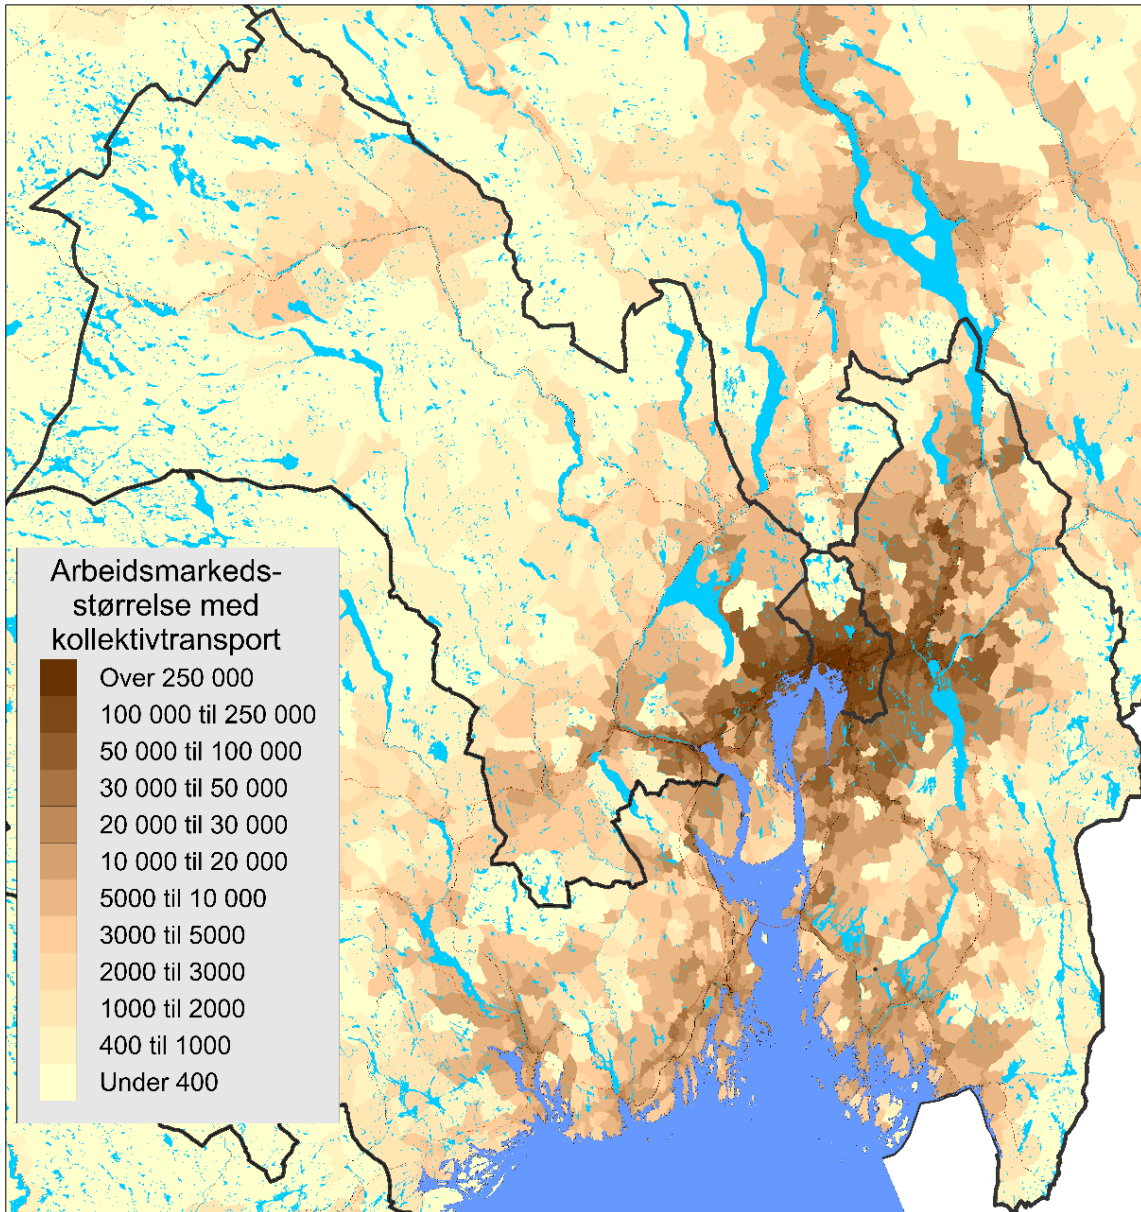 Arbeidsmarkeds-
størrelse med
kollektivtransport
Over 250 000
100 000 til 250 000
50 000 til 100 000
30 000 til 50 000
20 000 til 30 000
10 000 til 20 000
5000 til 10 000
3000 til 5000
2000 til 3000
1000 til 2000
400 til 1000
Under 400